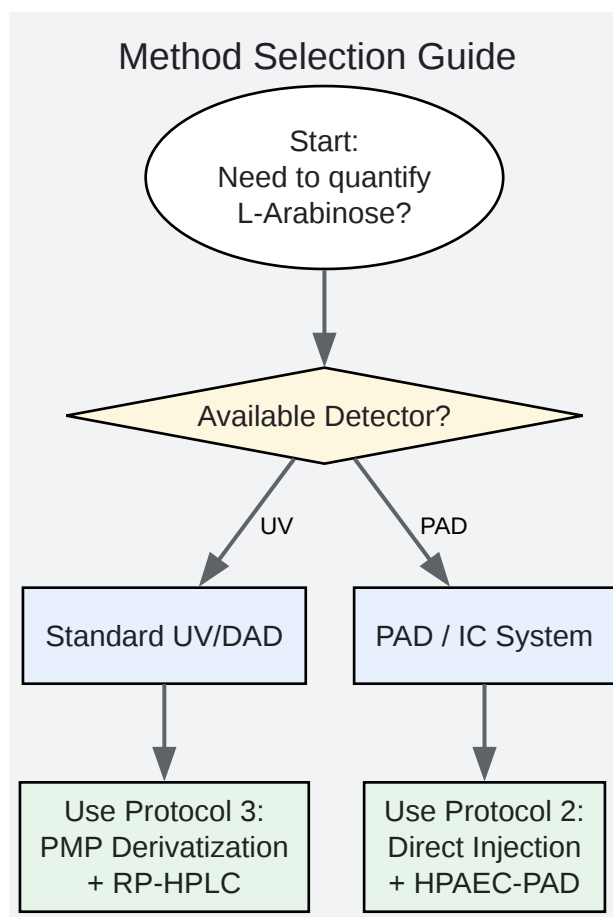 Method Selection Guide
Start:
Need to quantify
L-Arabinose?
Available Detector?
UV
PAD
Standard UV/DAD
PAD / IC System
Use Protocol 3:
PMP Derivatization
+ RP-HPLC
Use Protocol 2:
Direct Injection
+ HPAEC-PAD